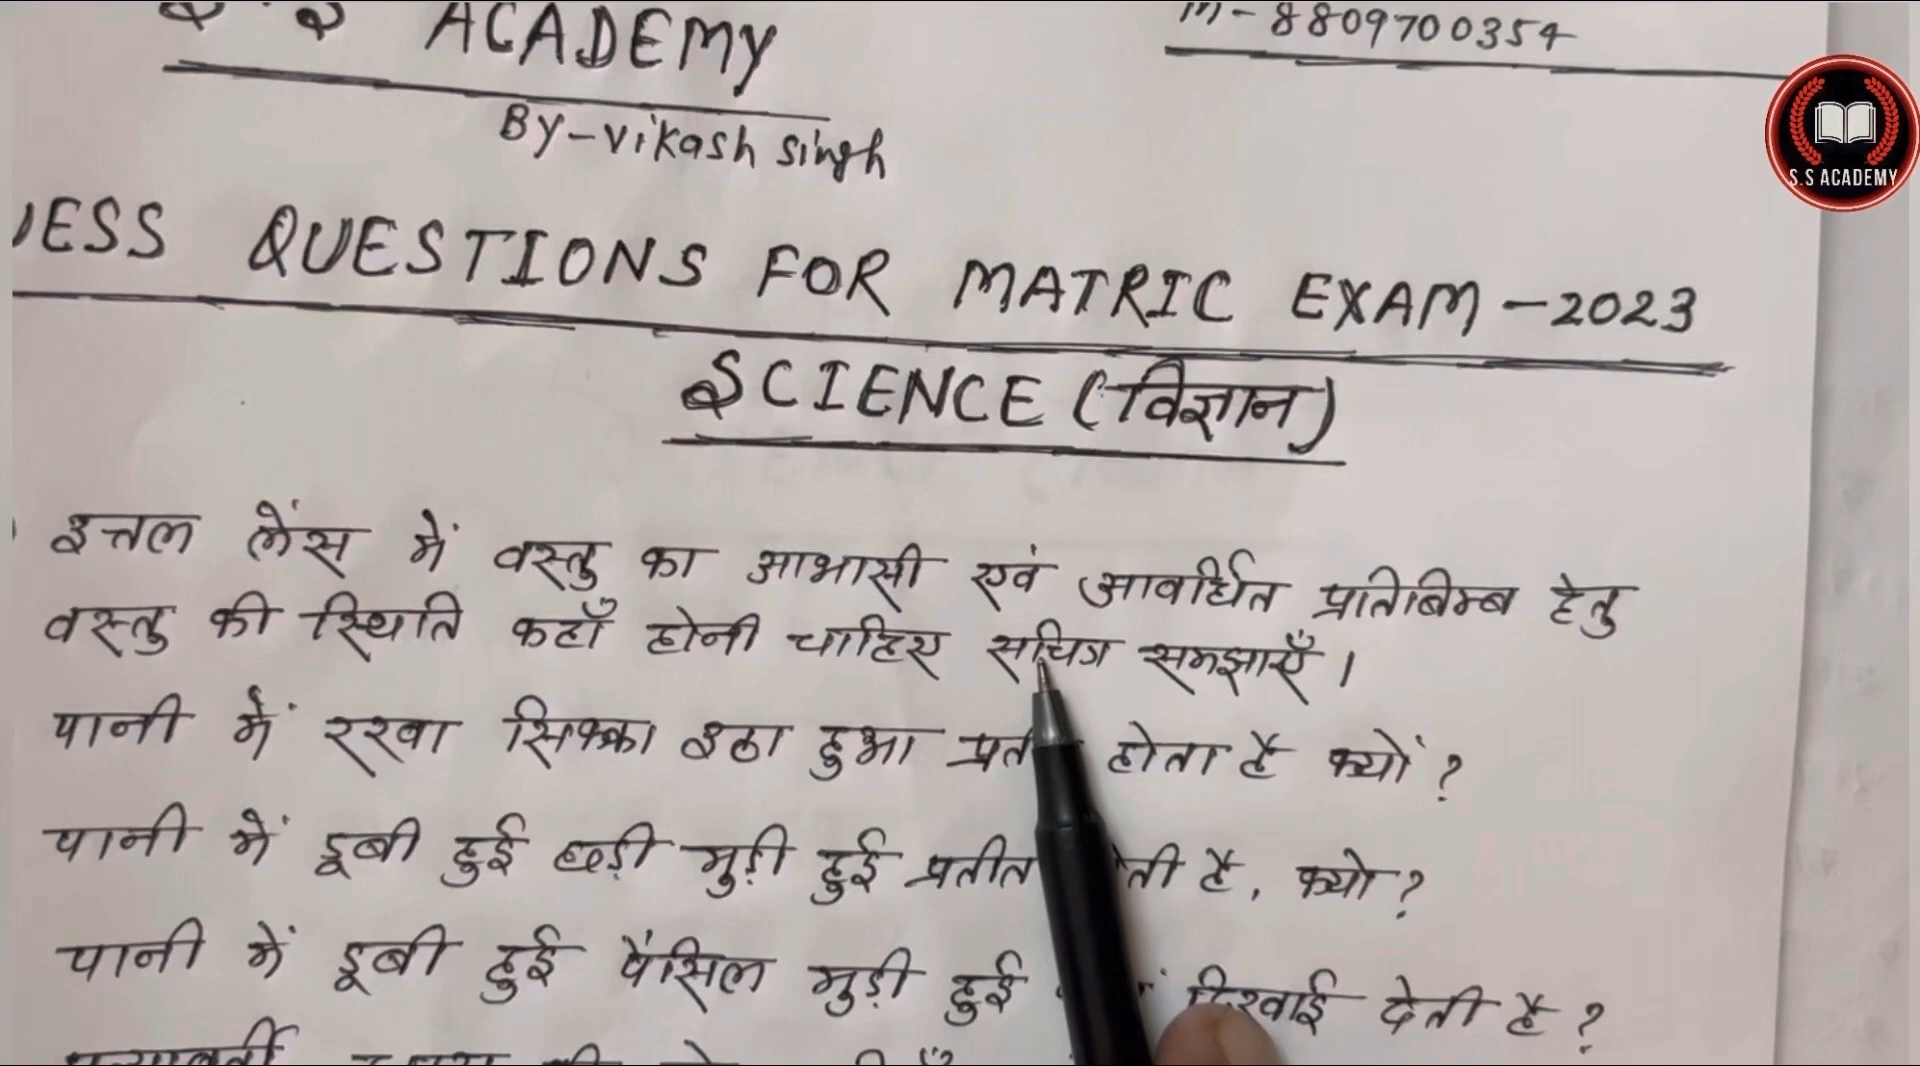 S.S ACADEMY
M-8809700354
By-Vikash Singh
S.S ACADEMY
QUESTIONS FOR MATRIC EXAM-2023
SCIENCE (विज्ञान)
उत्तल लेंस में वस्तु का आभासी एवं आवर्धित प्रतिबिम्ब हेतु
वस्तु की स्थिति कहाँ होनी चाहिए सचित्र समझाएँ।
पानी में रखा सिक्का उठा हुआ होता है क्यों?
पानी में डूबी हुई छड़ी मुड़ी हुई प्रतीत है, क्यो?
पानी में डूबी हुई पेंसिल मुड़ी हुई दिखाई देती है?